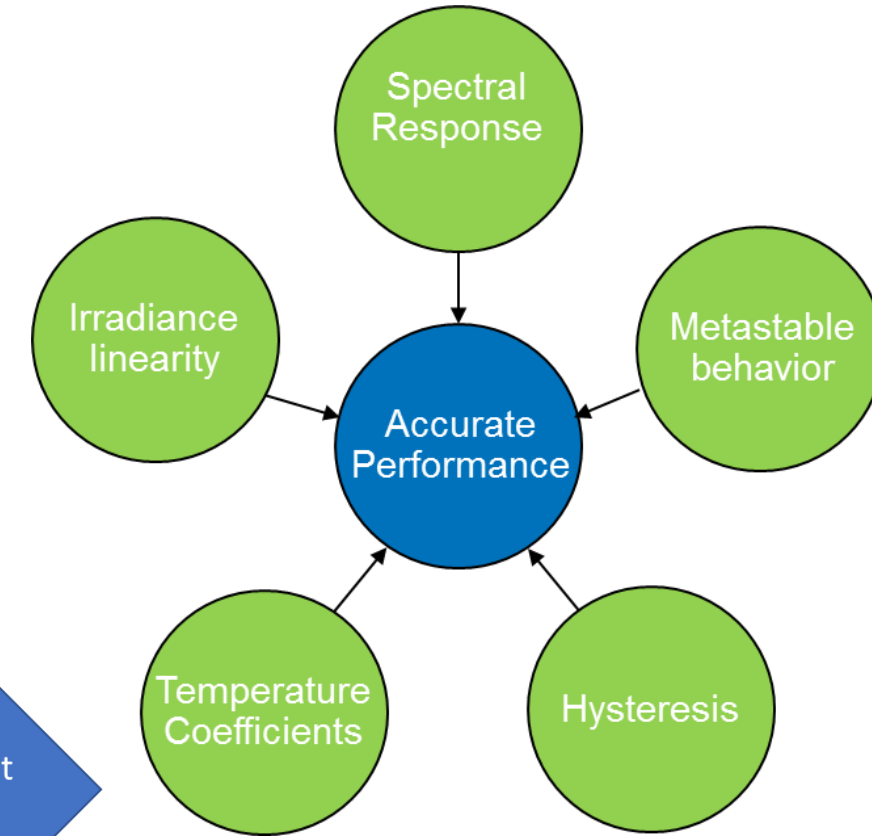 Spectral
Response
Irradiance
linearity
Metastable
behavior
Accurate
Performance
Temperature
Coefficients
Hysteresis